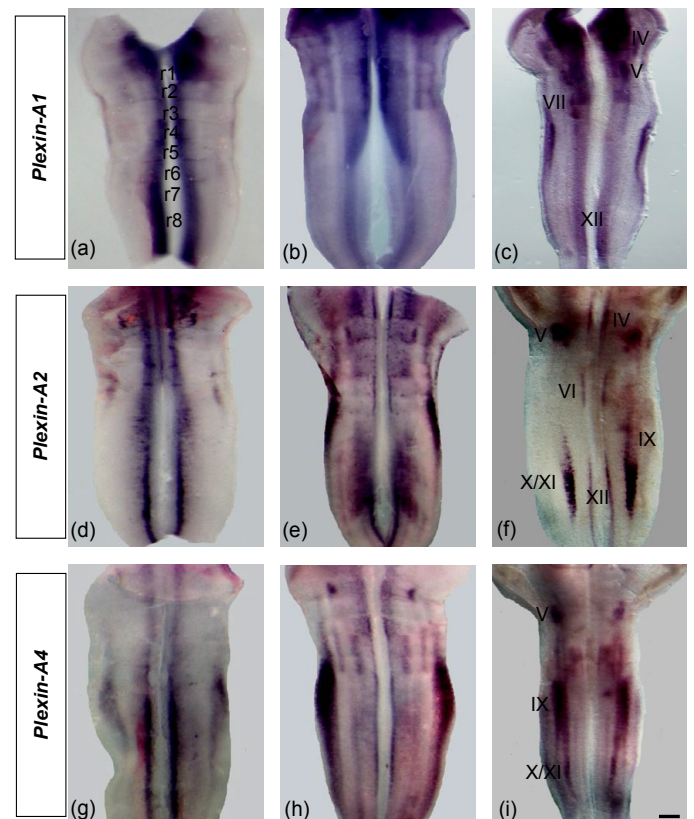 Plexin-A1
r1
r2
r3
r4
r5
r6
r7
r8
(a)
(b)
IV
V
VII
XII
(c)
Plexin-A2
(d)
(e)
V
IV
VI
IX
X/XI
XII
(f)
Plexin-A4
(g)
(h)
V
IX
X/XI
(i)